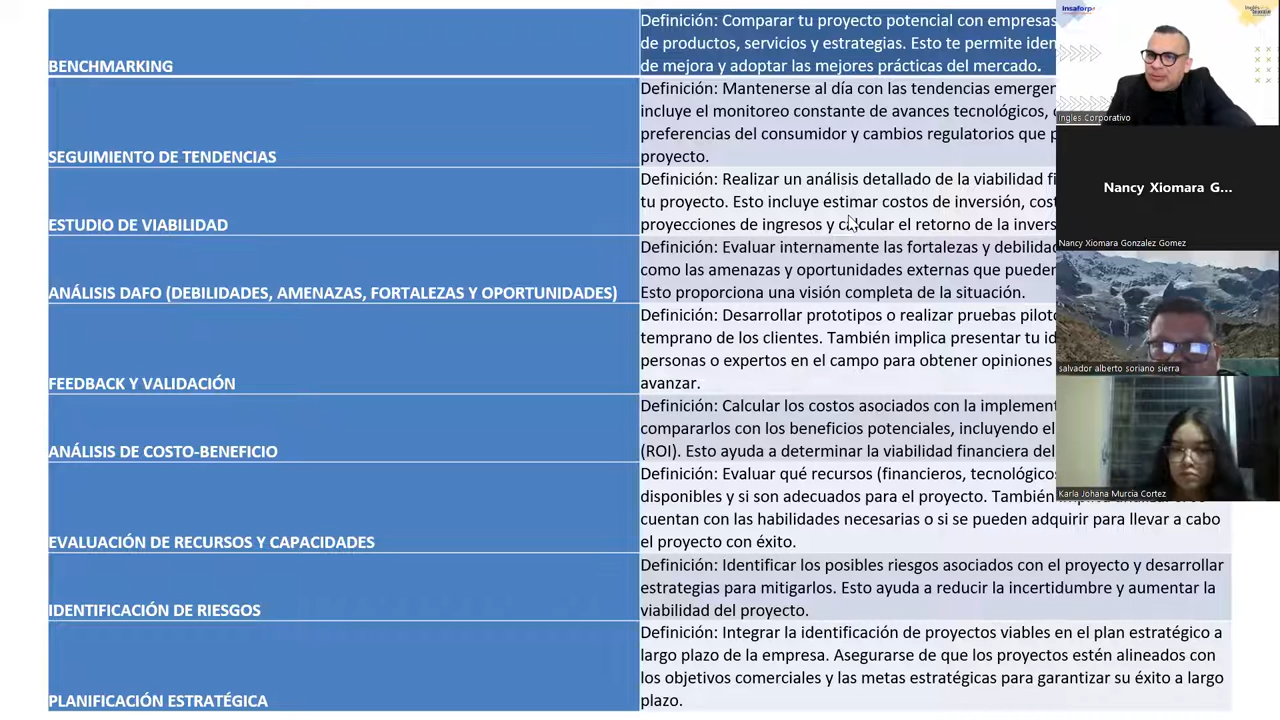 BENCHMARKING
Definición: Comparar tu proyecto potencial con empresas
de productos, servicios y estrategias. Esto te permite
de mejora y adoptar las mejores prácticas del mercado.
SEGUIMIENTO DE TENDENCIAS
Definición: Mantenerse al día con las tendencias
incluye el monitoreo constante de avances tecnológicos,
preferencias del consumidor y cambios regulatorios que
proyecto.
ESTUDIO DE VIABILIDAD
Definición: Realizar un análisis detallado de la viabilidad
tu proyecto. Esto incluye estimar costos de inversión,
proyecciones de ingresos y calcular el retorno de la
ANÁLISIS DAFO (DEBILIDADES, AMENAZAS, FORTALEZAS Y OPORTUNIDADES)
Definición: Evaluar internamente las fortalezas y
como las amenazas y oportunidades externas que pueden
Esto proporciona una visión completa de la situación.
FEEDBACK Y VALIDACIÓN
Definición: Desarrollar prototipos o realizar pruebas
temprano de los clientes. También implica presentar tu
personas o expertos en el campo para obtener opiniones
avanzar.
ANÁLISIS DE COSTO-BENEFICIO
Definición: Calcular los costos asociados con la
compararlos con los beneficios potenciales, incluyendo el
(ROI). Esto ayuda a determinar la viabilidad financiera del
EVALUACIÓN DE RECURSOS Y CAPACIDADES
Definición: Evaluar qué recursos (financieros,
disponibles y si son adecuados para el proyecto. También
cuentan con las habilidades necesarias o si se pueden adquirir para llevar a cabo
el proyecto con éxito.
IDENTIFICACIÓN DE RIESGOS
Definición: Identificar los posibles riesgos asociados con el proyecto y desarrollar
estrategias para mitigarlos. Esto ayuda a reducir la incertidumbre y aumentar la
viabilidad del proyecto.
PLANIFICACIÓN ESTRATÉGICA
Definición: Integrar la identificación de proyectos viables en el plan estratégico a
largo plazo de la empresa. Asegurarse de que los proyectos estén alineados con
los objetivos comerciales y las metas estratégicas para garantizar su éxito a largo
plazo.
insaforp
Ingles Corporativo
Nancy Xiomara G...
Nancy Xiomara Gonzalez Gomez
salvador alberto soriano sierra
Karla Johana Murcia Cortez